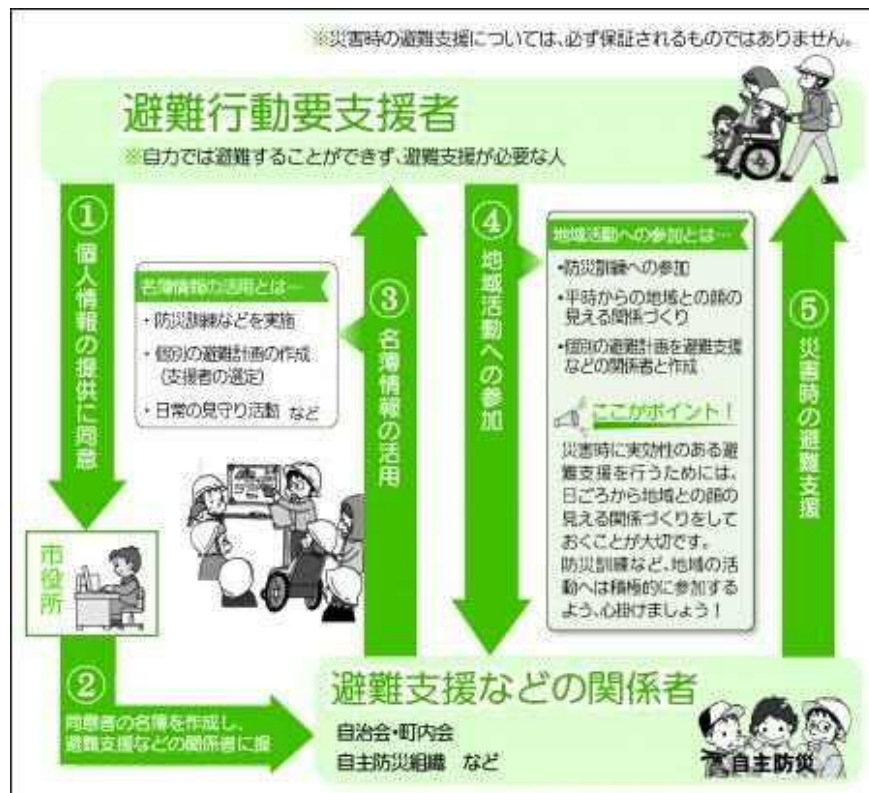 ※災害時の避難支援については、必ず保証されるものではありません。
避難行動要支援者
※自力では避難することができず、避難支援が必要な人
①個人情報の提供に同意
市役所
②
同意者の名簿を作成し、
避難支援などの関係者に提
③名簿情報の活用
名簿情報の活用とは…
・防災訓練などを実施
・個別の避難計画の作成
(支援者の選定)
・日常の見守り活動 など
④地域活動への参加
地域活動への参加とは…
•防災訓練への参加
•平時からの地域との顔の
見える関係づくり
•個別の避難計画を避難支援
などの関係者と作成
ここがポイント!
災害時に実効性のある避
難支援を行うためには、
日ごろから地域との顔の
見える関係づくりをして
おくことが大切です。
防災訓練など、地域の活
動へは積極的に参加する
よう、心掛けましょう!
⑤災害時の避難支援
避難支援などの関係者
自治会・町内会
自主防災組織 など
自主防災